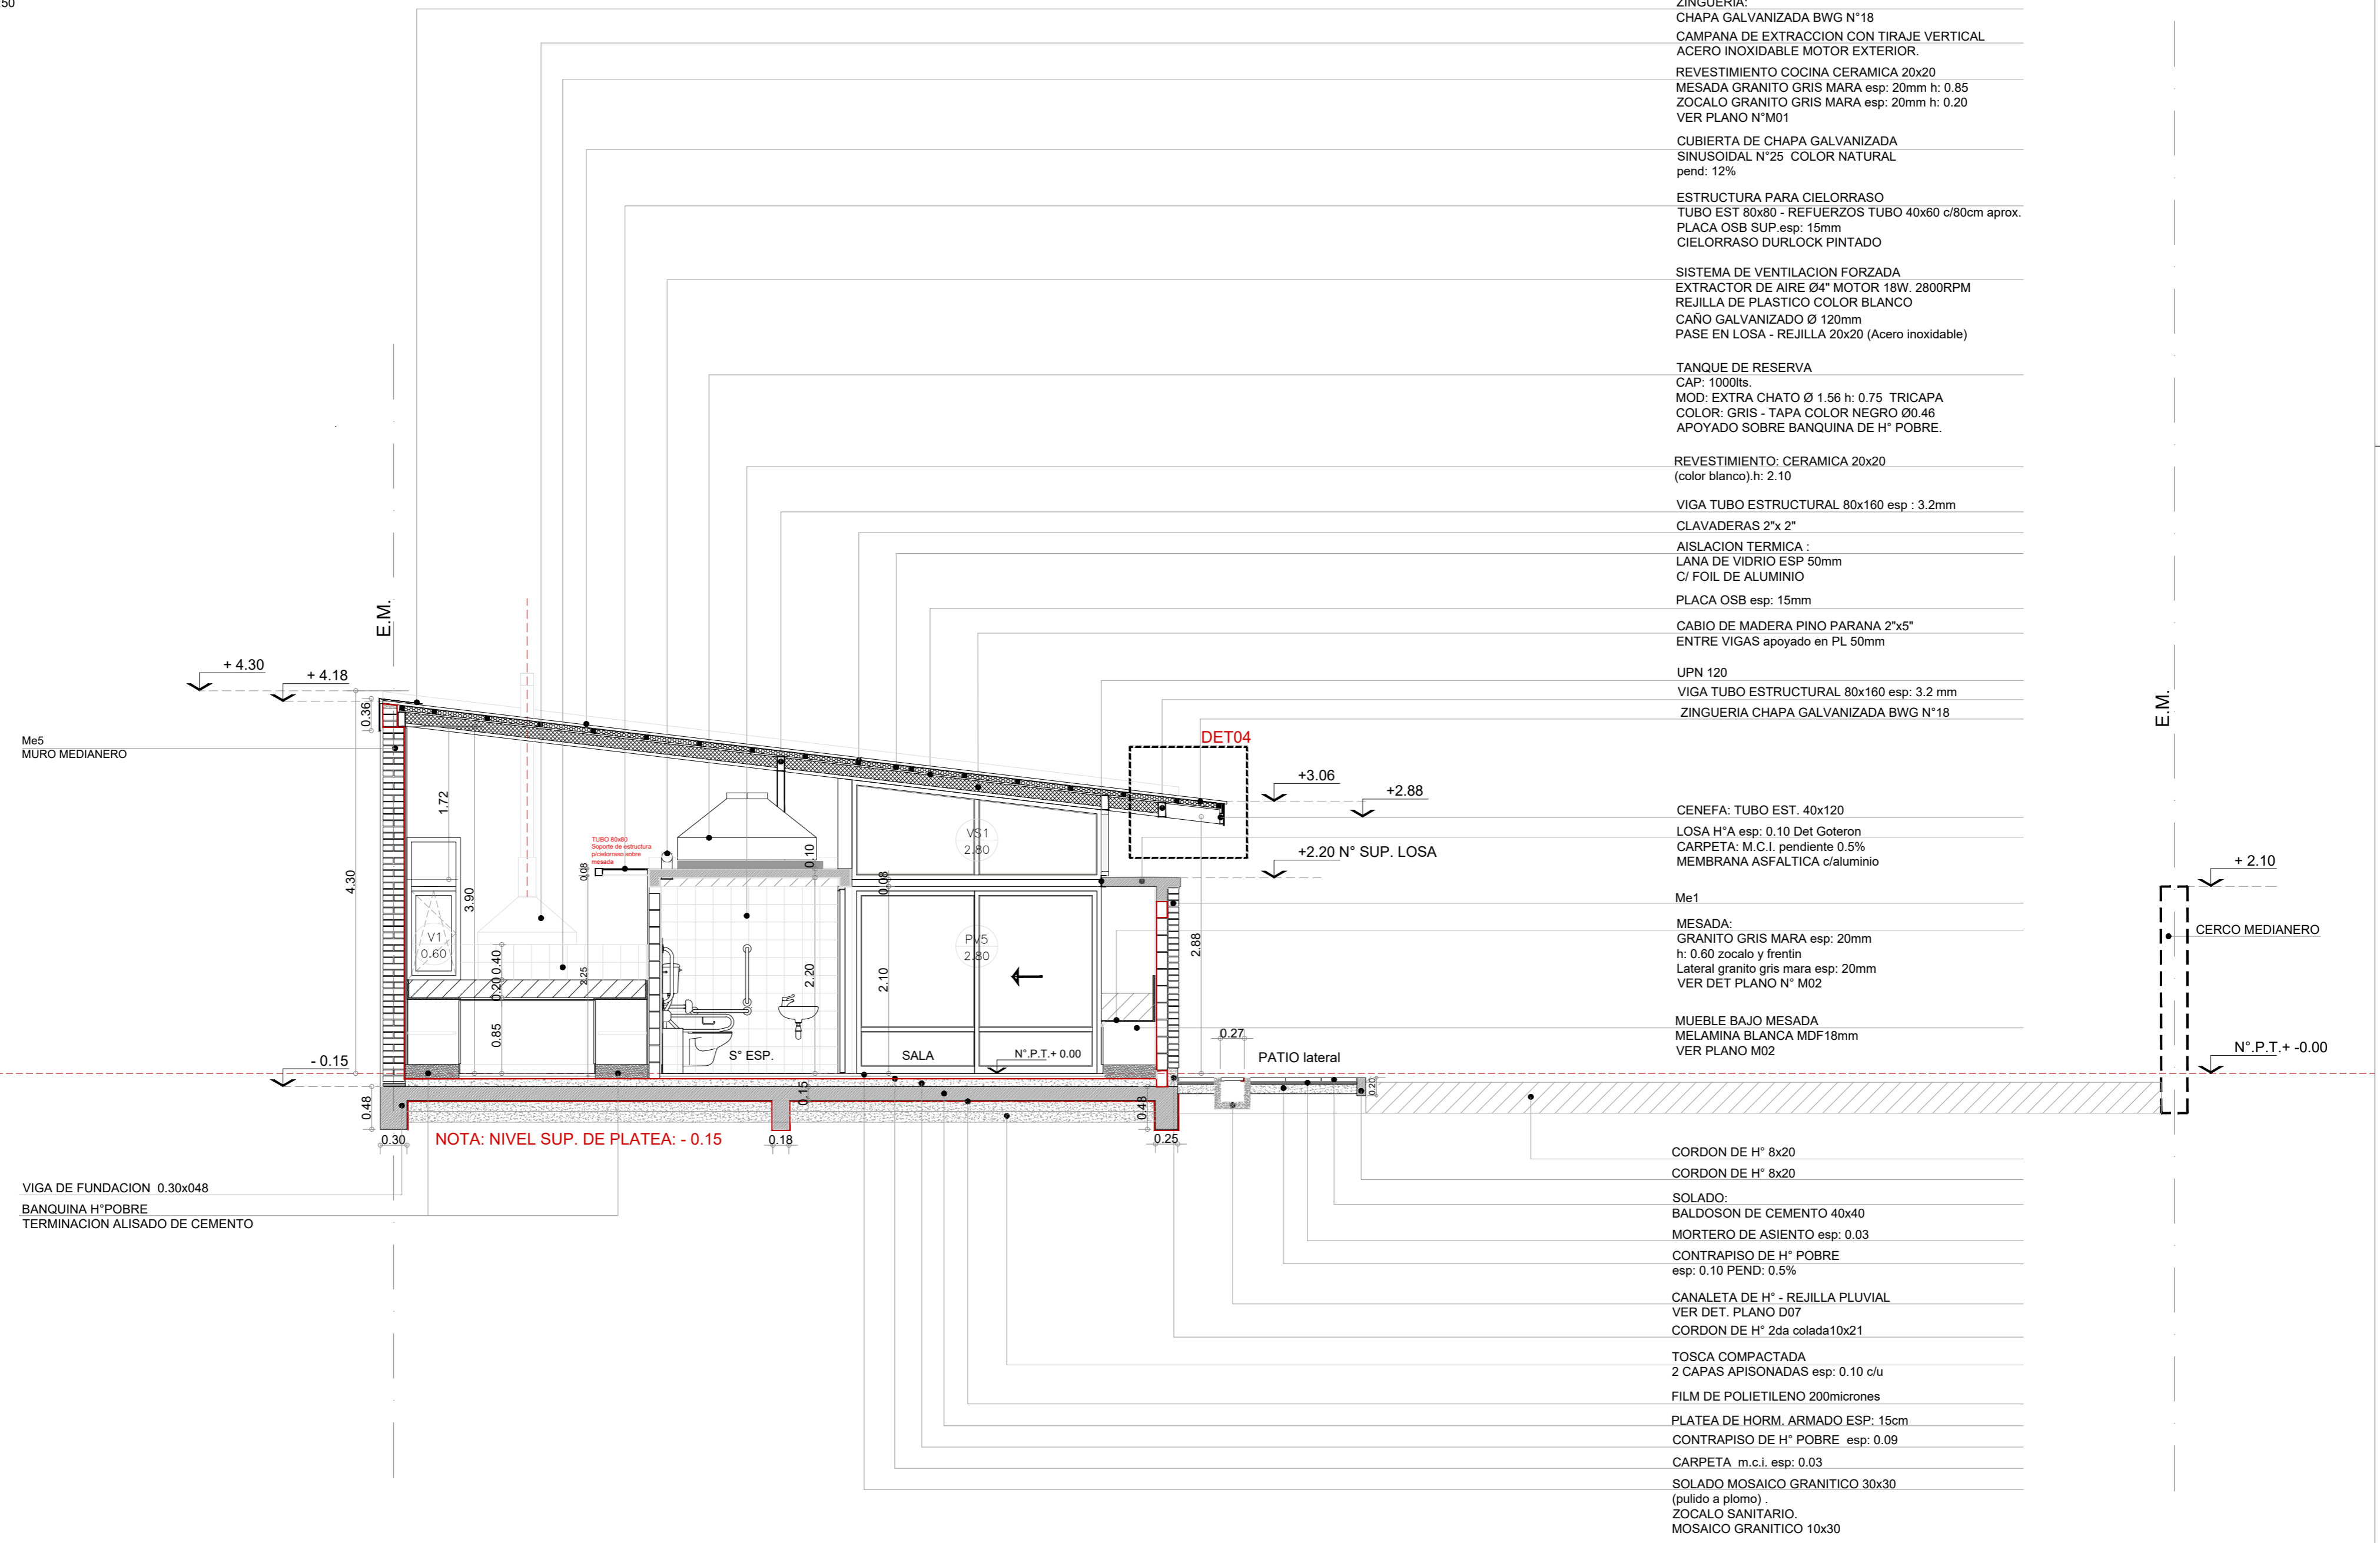 50
ZINGUERIA:
CHAPA GALVANIZADA BWG N°18
CAMPANA DE EXTRACCION CON TIRAJE VERTICAL
ACERO INOXIDABLE MOTOR EXTERIOR.
REVESTIMIENTO COCINA CERAMICA 20x20
MESADA GRANITO GRIS MARA esp: 20mm h: 0.85
ZOCALO GRANITO GRIS MARA esp: 20mm h: 0.20
VER PLANO N°M01
CUBIERTA DE CHAPA GALVANIZADA
SINUSOIDAL N°25 COLOR NATURAL
pend: 12%
ESTRUCTURA PARA CIELORRASO
TUBO EST 80x80 - REFUERZOS TUBO 40x60 c/80cm aprox.
PLACA OSB SUP.esp: 15mm
CIELORRASO DURLOCK PINTADO
SISTEMA DE VENTILACION FORZADA
EXTRACTOR DE AIRE Ø4" MOTOR 18W. 2800RPM
REJILLA DE PLASTICO COLOR BLANCO
CAÑO GALVANIZADO Ø 120mm
PASE EN LOSA - REJILLA 20x20 (Acero inoxidable)
TANQUE DE RESERVA
CAP: 1000lts.
MOD: EXTRA CHATO Ø 1.56 h: 0.75 TRICAPA
COLOR: GRIS - TAPA COLOR NEGRO Ø0.46
APOYADO SOBRE BANQUINA DE H° POBRE.
REVESTIMIENTO: CERAMICA 20x20
(color blanco).h: 2.10
VIGA TUBO ESTRUCTURAL 80x160 esp : 3.2mm
CLAVADERAS 2"x 2"
AISLACION TERMICA :
LANA DE VIDRIO ESP 50mm
C/ FOIL DE ALUMINIO
PLACA OSB esp: 15mm
CABIO DE MADERA PINO PARANA 2"x5"
ENTRE VIGAS apoyado en PL 50mm
UPN 120
VIGA TUBO ESTRUCTURAL 80x160 esp: 3.2 mm
ZINGUERIA CHAPA GALVANIZADA BWG N°18
CENEFA: TUBO EST. 40x120
LOSA H°A esp: 0.10 Det Goteron
CARPETA: M.C.I. pendiente 0.5%
MEMBRANA ASFALTICA c/aluminio
Me1
MESADA:
GRANITO GRIS MARA esp: 20mm
h: 0.60 zocalo y frentin
Lateral granito gris mara esp: 20mm
VER DET PLANO N° M02
MUEBLE BAJO MESADA
MELAMINA BLANCA MDF18mm
VER PLANO M02
E.M.
E.M.
+ 4.30
+ 4.18
0.36
Me5
MURO MEDIANERO
DET04
+3.06
+2.88
+2.20 N° SUP. LOSA
+ 2.10
CERCO MEDIANERO
N°.P.T.+ -0.00
1.72
4.30
3.90
TUBO 80x80
Soporte de estructura
p/cielorraso sobre
mesada
0.08
0.10
0.08
VS1
2.80
V1
0.60
PV5
2.80
0.40
0.20
0.85
2.25
2.20
2.10
2.88
S° ESP.
SALA
N°.P.T.+ 0.00
0.27
PATIO lateral
0.20
- 0.15
0.48
0.15
0.48
0.30
NOTA: NIVEL SUP. DE PLATEA: - 0.15
0.18
0.25
VIGA DE FUNDACION 0.30x048
BANQUINA H°POBRE
TERMINACION ALISADO DE CEMENTO
CORDON DE H° 8x20
CORDON DE H° 8x20
SOLADO:
BALDOSON DE CEMENTO 40x40
MORTERO DE ASIENTO esp: 0.03
CONTRAPISO DE H° POBRE
esp: 0.10 PEND: 0.5%
CANALETA DE H° - REJILLA PLUVIAL
VER DET. PLANO D07
CORDON DE H° 2da colada10x21
TOSCA COMPACTADA
2 CAPAS APISONADAS esp: 0.10 c/u
FILM DE POLIETILENO 200micrones
PLATEA DE HORM. ARMADO ESP: 15cm
CONTRAPISO DE H° POBRE esp: 0.09
CARPETA m.c.i. esp: 0.03
SOLADO MOSAICO GRANITICO 30x30
(pulido a plomo) .
ZOCALO SANITARIO.
MOSAICO GRANITICO 10x30